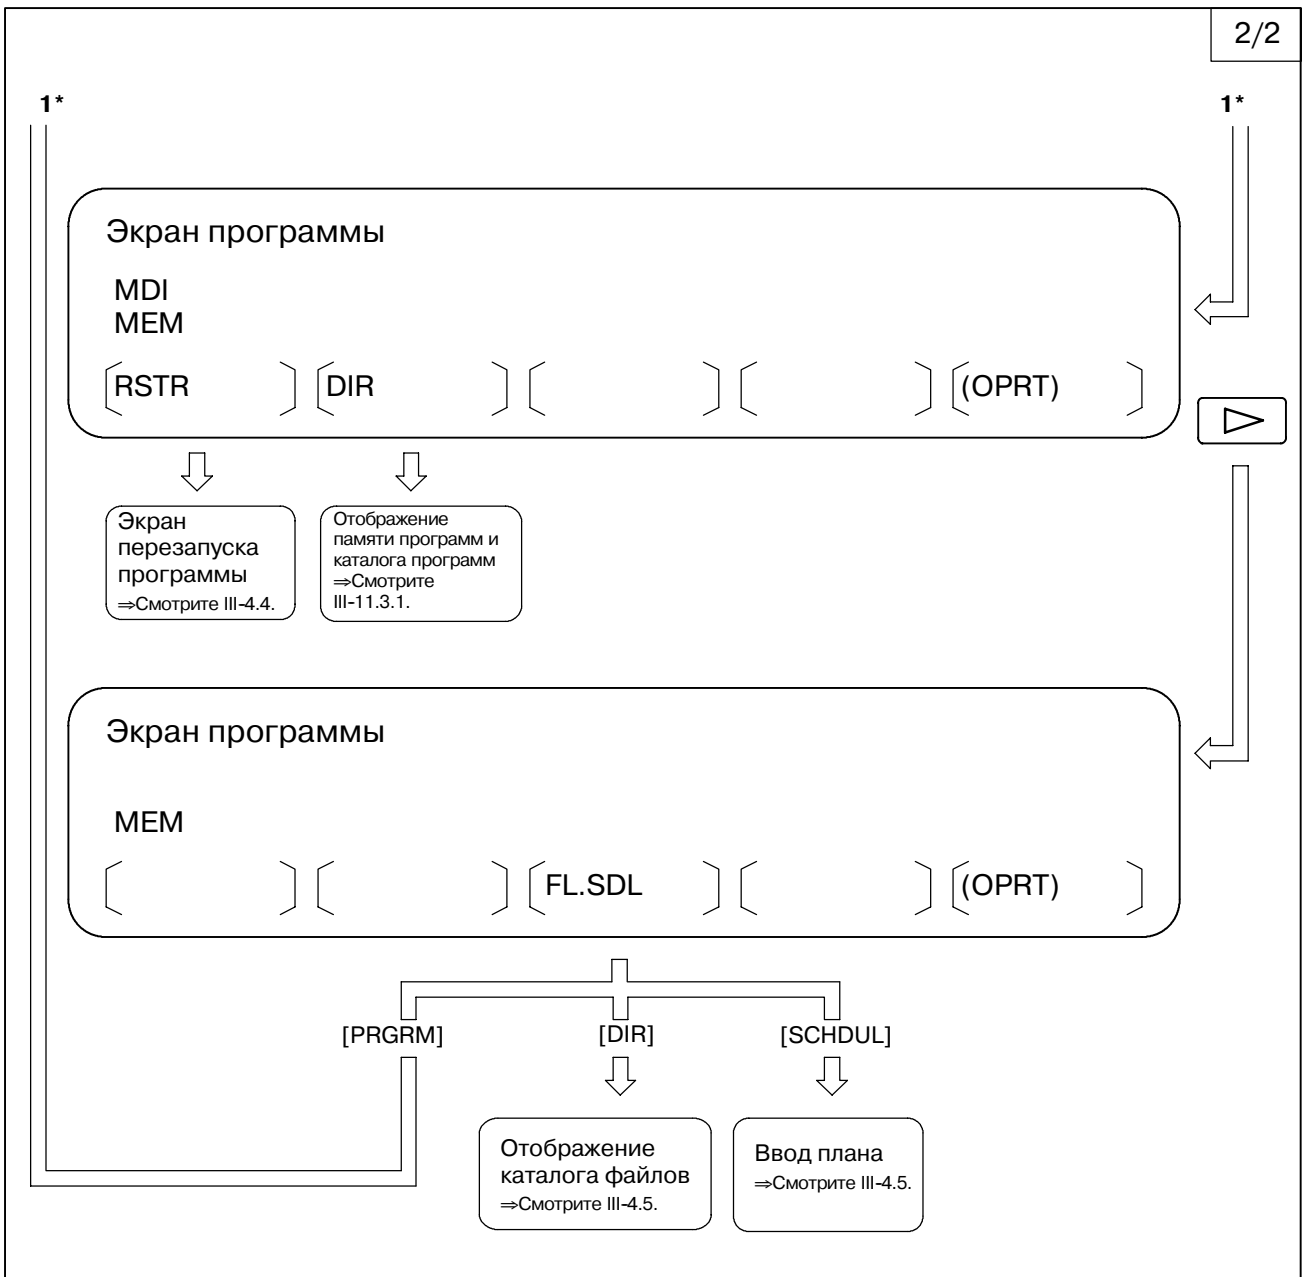 2/2
1*
1*
Экран программы
MDI
MEM
RSTR DIR (OPRT)
Экран
перезапуска
программы
⇒Смотрите III-4.4.
Отображение
памяти программ и
каталога программ
⇒Смотрите
III-11.3.1.
Экран программы
MEM
FL.SDL (OPRT)
[PRGRM] [DIR] [SCHDUL]
Отображение
каталога файлов
⇒Смотрите III-4.5.
Ввод плана
⇒Смотрите III-4.5.